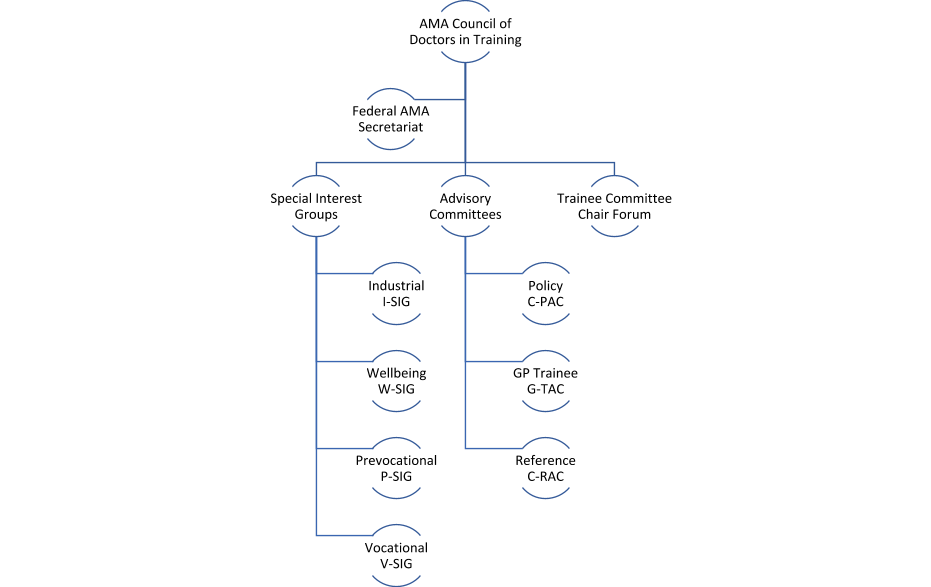 AMA Council of
Doctors in Training
Federal AMA
Secretariat
Special Interest
Groups
Advisory
Committees
Trainee Committee
Chair Forum
Industrial
I-SIG
Policy
C-PAC
Wellbeing
W-SIG
GP Trainee
G-TAC
Prevocational
P-SIG
Reference
C-RAC
Vocational
V-SIG